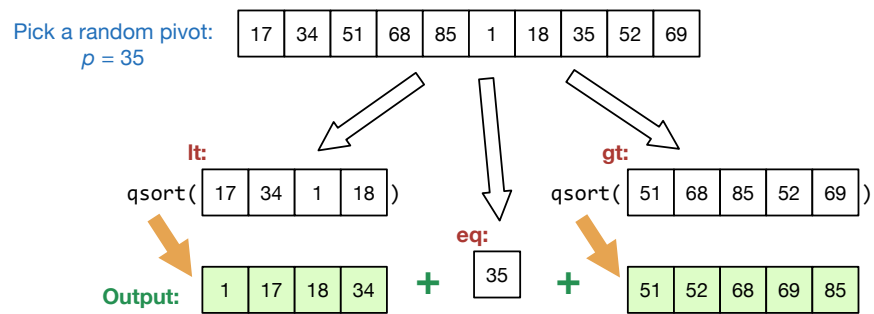 Pick a random pivot:
p = 35
17 34 51 68 85 1 18 35 52 69
lt:
qsort( 17 34 1 18 )
gt:
qsort( 51 68 85 52 69 )
eq:
35
Output: 1 17 18 34 + + 51 52 68 69 85